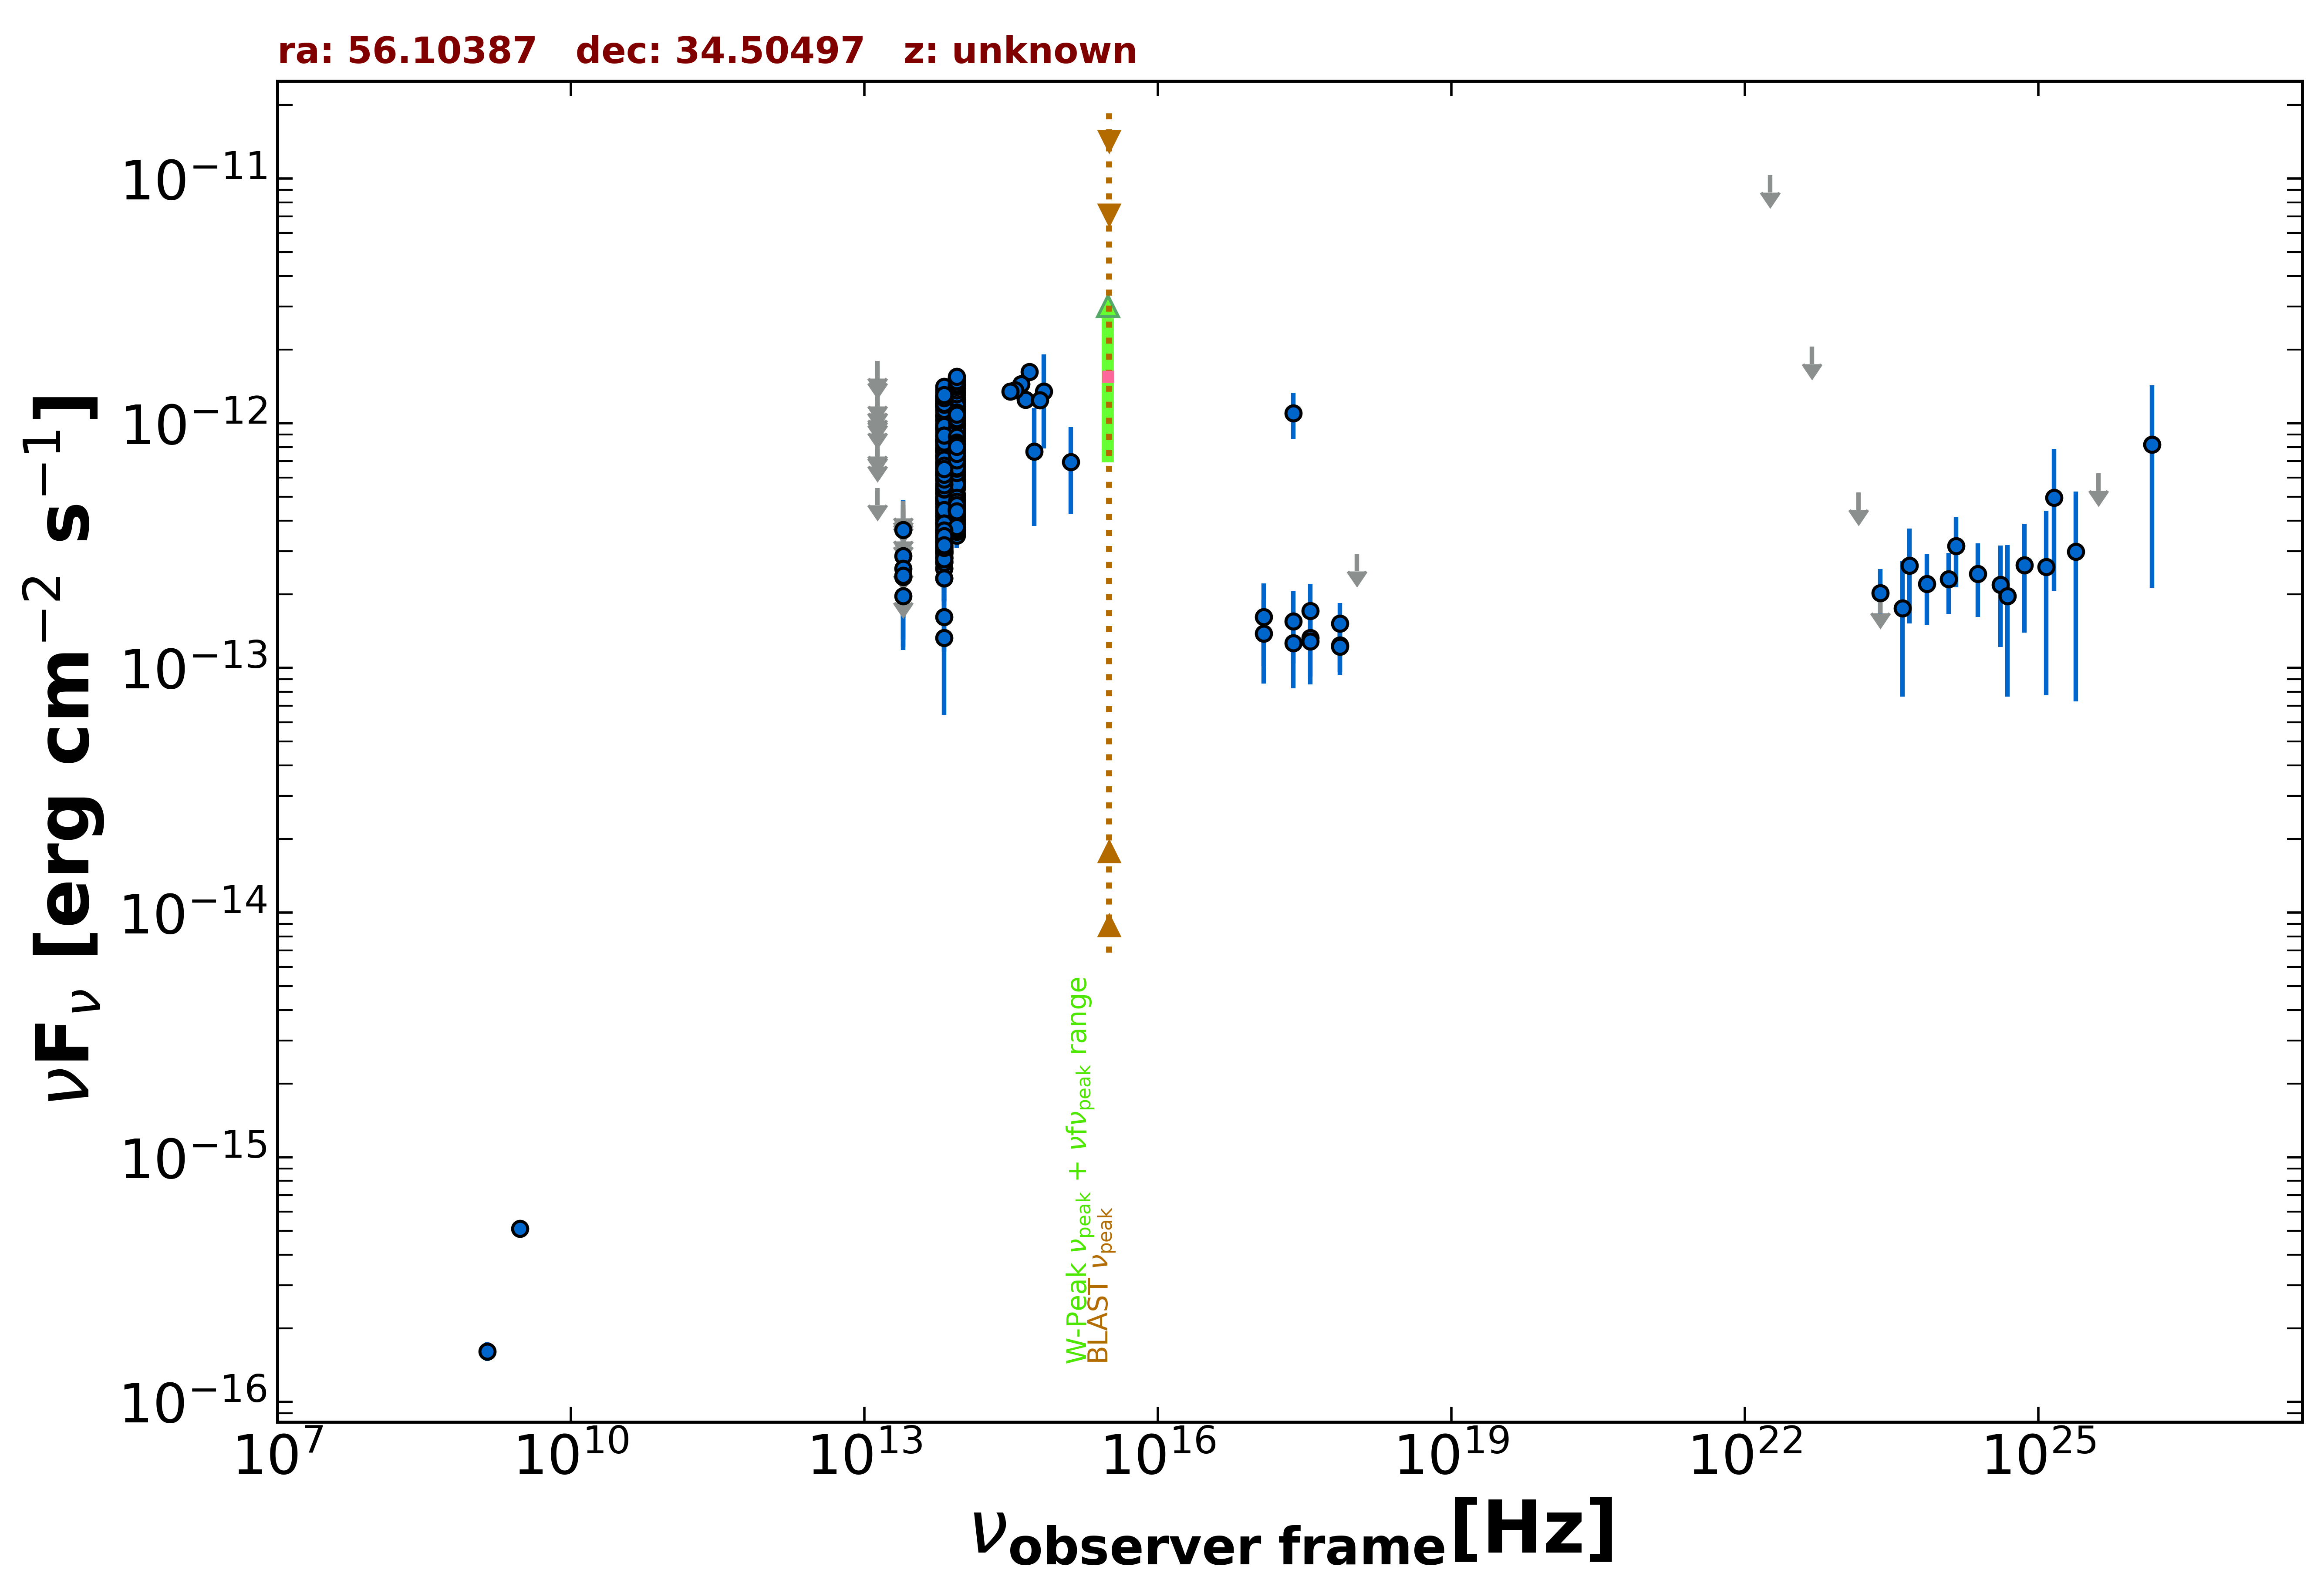 ra: 56.10387   dec: 34.50497   z: unknown
νFν [erg cm−2 s−1]
10−11
10−12
10−13
10−14
10−15
10−16
W-Peak νpeak + νfνpeak range
BLAST νpeak
107 1010 1013 1016 1019 1022 1025
νobserver frame[Hz]